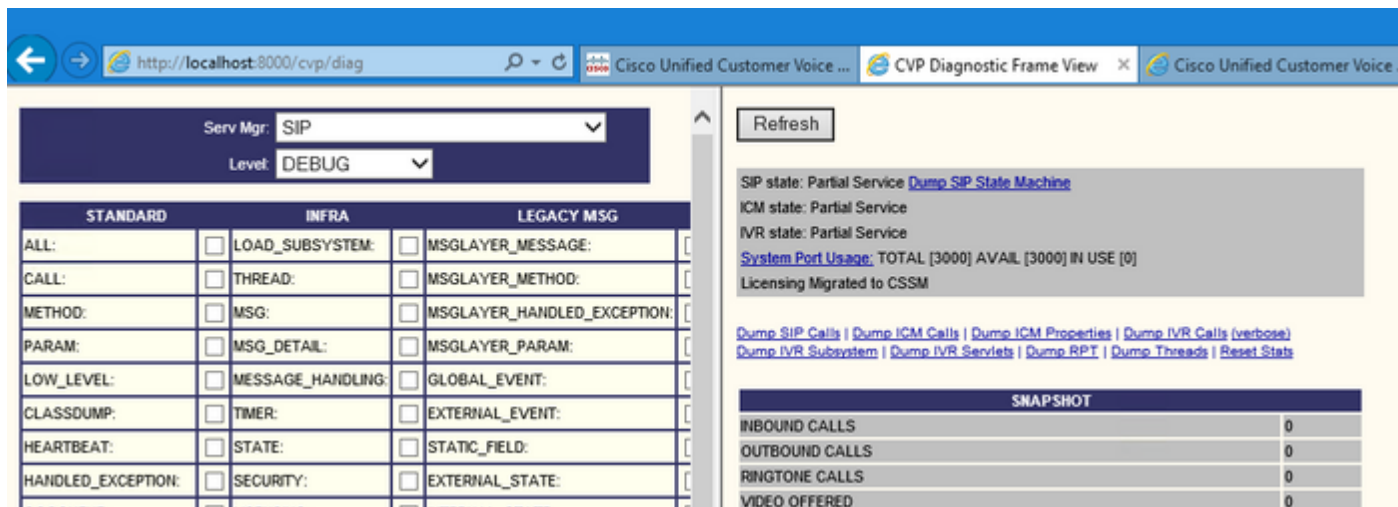 http://localhost:8000/cvp/diag
Cisco Unified Customer Voice ...
CVP Diagnostic Frame View
Cisco Unified Customer Voice
Serv Mgr: SIP
Level: DEBUG
STANDARD INFRA LEGACY MSG
ALL: LOAD_SUBSYSTEM: MSGLAYER_MESSAGE:
CALL: THREAD: MSGLAYER_METHOD:
METHOD: MSG: MSGLAYER_HANDLED_EXCEPTION:
PARAM: MSG_DETAIL: MSGLAYER_PARAM:
LOW_LEVEL: MESSAGE_HANDLING: GLOBAL_EVENT:
CLASSDUMP: TIMER: EXTERNAL_EVENT:
HEARTBEAT: STATE: STATIC_FIELD:
HANDLED_EXCEPTION: SECURITY: EXTERNAL_STATE:
Refresh
SIP state: Partial Service Dump SIP State Machine
ICM state: Partial Service
IVR state: Partial Service
System Port Usage: TOTAL [3000] AVAIL [3000] IN USE [0]
Licensing Migrated to CSSM
Dump SIP Calls | Dump ICM Calls | Dump ICM Properties | Dump IVR Calls (verbose)
Dump IVR Subsystem | Dump IVR Servlets | Dump RPT | Dump Threads | Reset Stats
SNAPSHOT
INBOUND CALLS 0
OUTBOUND CALLS 0
RINGTONE CALLS 0
VIDEO OFFERED 0